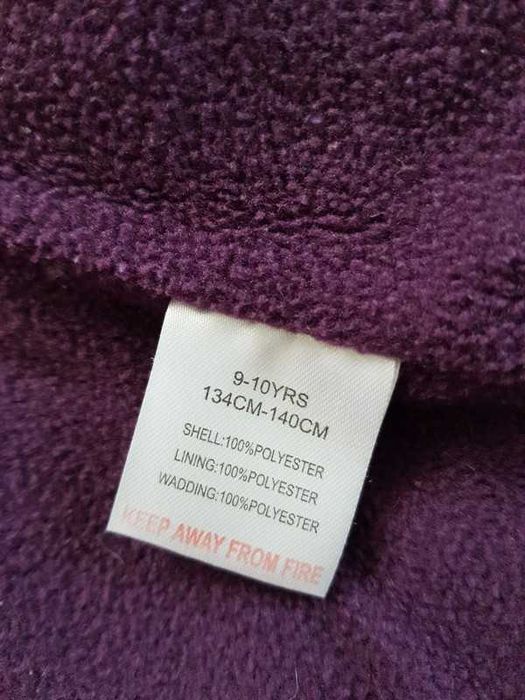 9-10YRS
134CM-140CM
SHELL:100%POLYESTER
LINING:100%POLYESTER
WADDING:100%POLYESTER
KEEP AWAY FROM FIRE